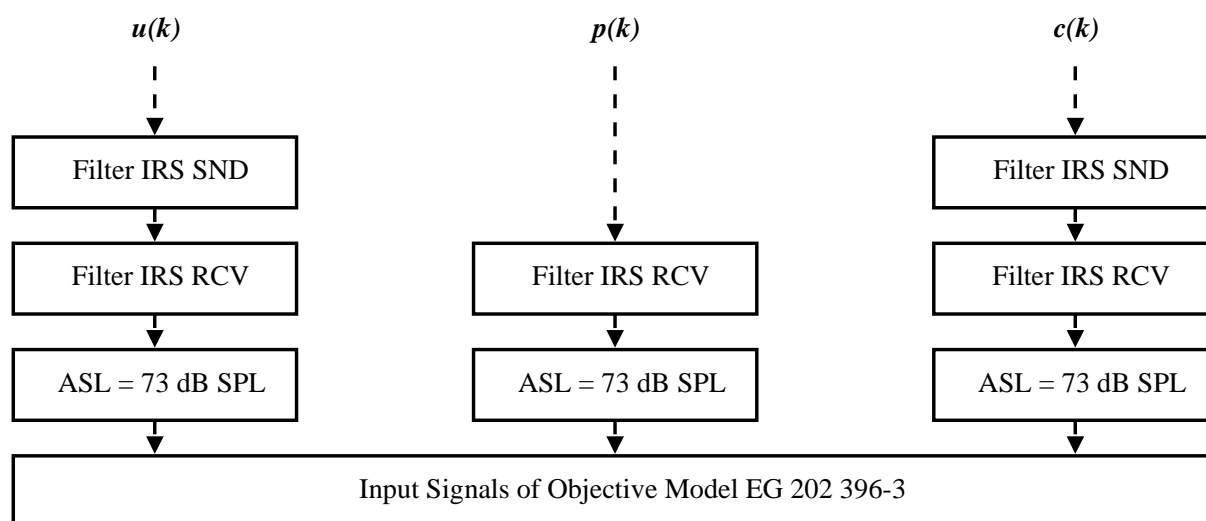 u(k)
p(k)
c(k)
Filter IRS SND
Filter IRS SND
Filter IRS RCV
Filter IRS RCV
Filter IRS RCV
ASL = 73 dB SPL
ASL = 73 dB SPL
ASL = 73 dB SPL
Input Signals of Objective Model EG 202 396-3